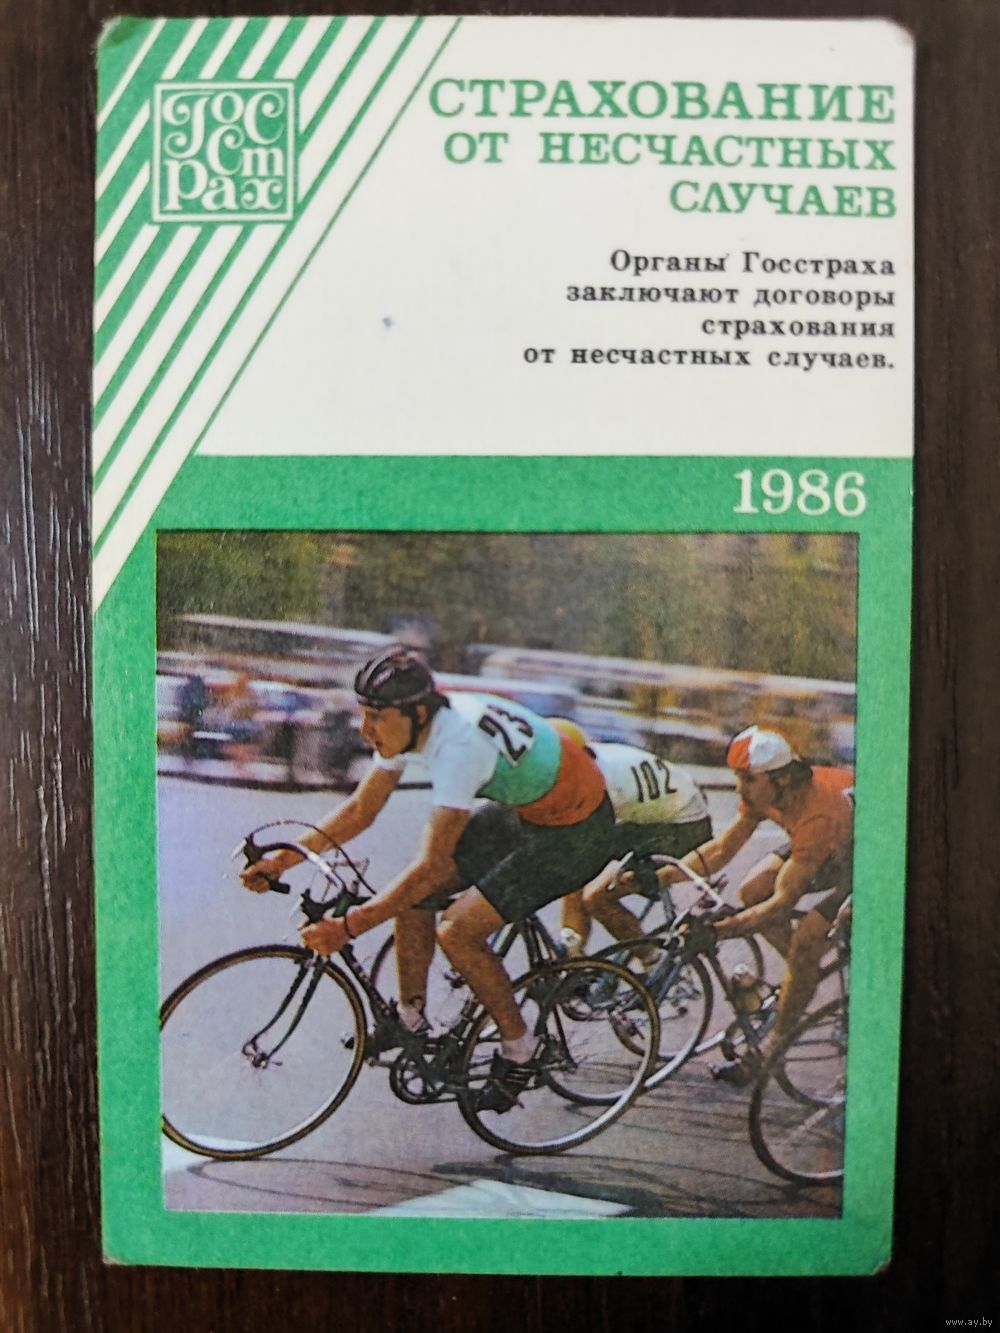 Гос
Ст
рах
СТРАХОВАНИЕ
ОТ НЕСЧАСТНЫХ
СЛУЧАЕВ
Органы Госстраха
заключают договоры
страхования
от несчастных случаев.
1986
23
102
www.ay.by